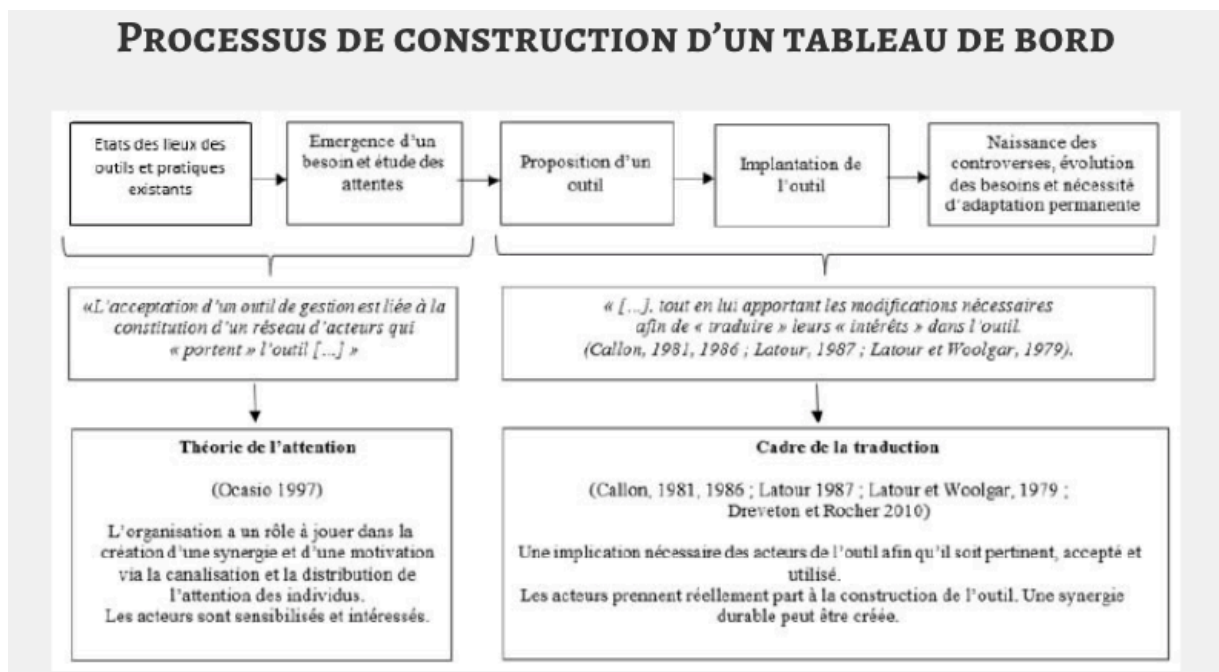 PROCESSUS DE CONSTRUCTION D'UN TABLEAU DE BORD
Etats des lieux des
outils et pratiques
existants
Emergence d'un
besoin et étude des
attentes
Proposition d'un
outil
Implantation de
l'outil
Naissance des
controverses, évolution
des besoins et nécessité
d'adaptation permanente
«L'acceptation d'un outil de gestion est liée à la
constitution d'un réseau d'acteurs qui
« portent » l'outil [...] »
« [...], tout en lui apportant les modifications nécessaires
afin de « traduire » leurs « intérêts » dans l'outil.
(Callon, 1981, 1986 ; Latour, 1987 ; Latour et Woolgar, 1979).
Théorie de l'attention
(Ocasio 1997)
L'organisation a un rôle à jouer dans la
création d'une synergie et d'une motivation
via la canalisation et la distribution de
l'attention des individus.
Les acteurs sont sensibilisés et intéressés.
Cadre de la traduction
(Callon, 1981, 1986 ; Latour 1987 ; Latour et Woolgar, 1979 ;
Dreveton et Rocher 2010)
Une implication nécessaire des acteurs de l'outil afin qu'il soit pertinent, accepté et
utilisé.
Les acteurs prennent réellement part à la construction de l'outil. Une synergie
durable peut être créée.